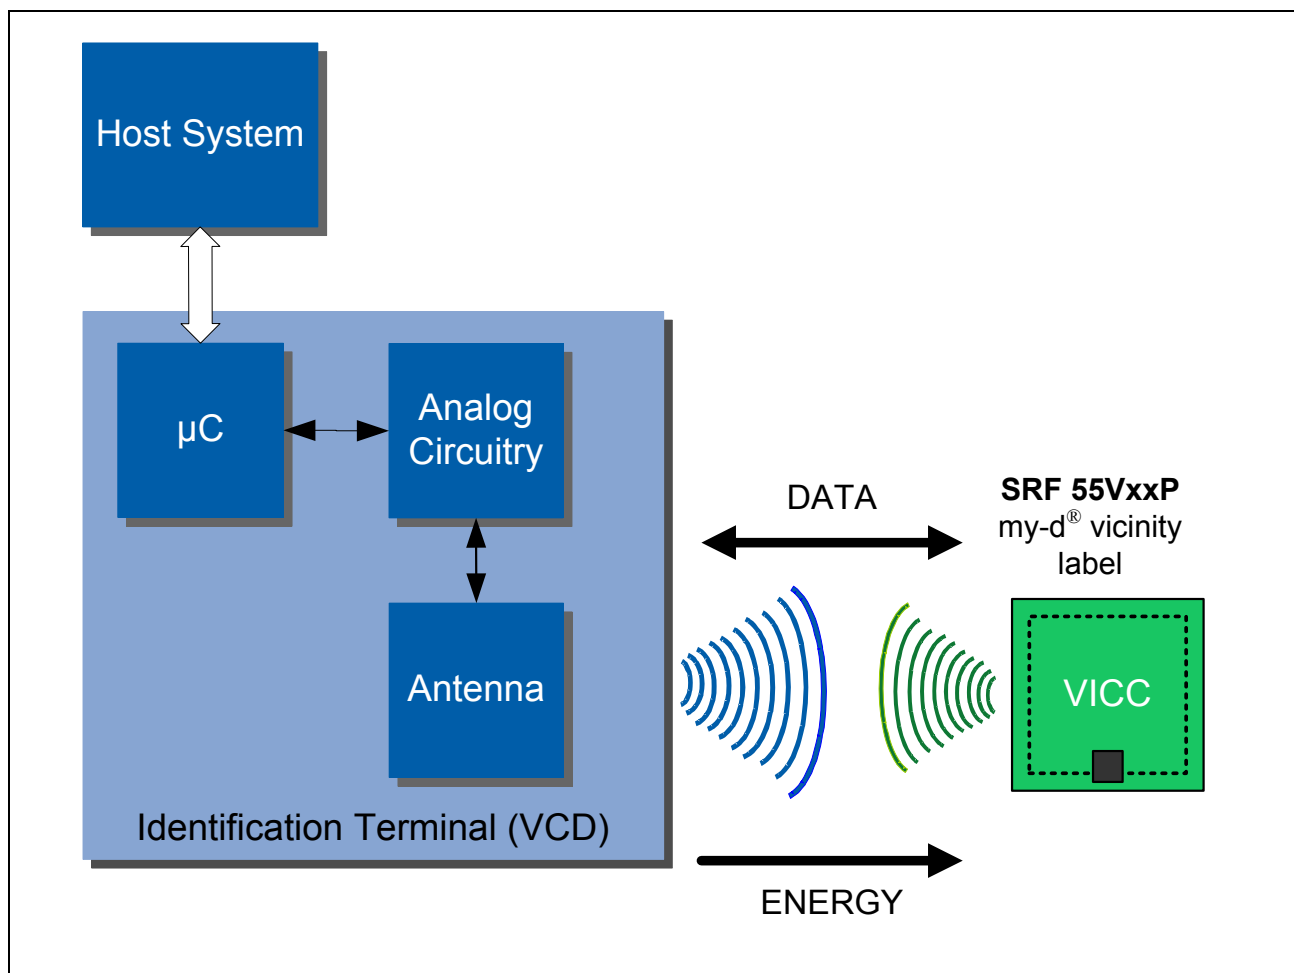 Host System
µC
Analog
Circuitry
Antenna
Identification Terminal (VCD)
DATA
SRF 55VxxP
my-d® vicinity
label
VICC
ENERGY